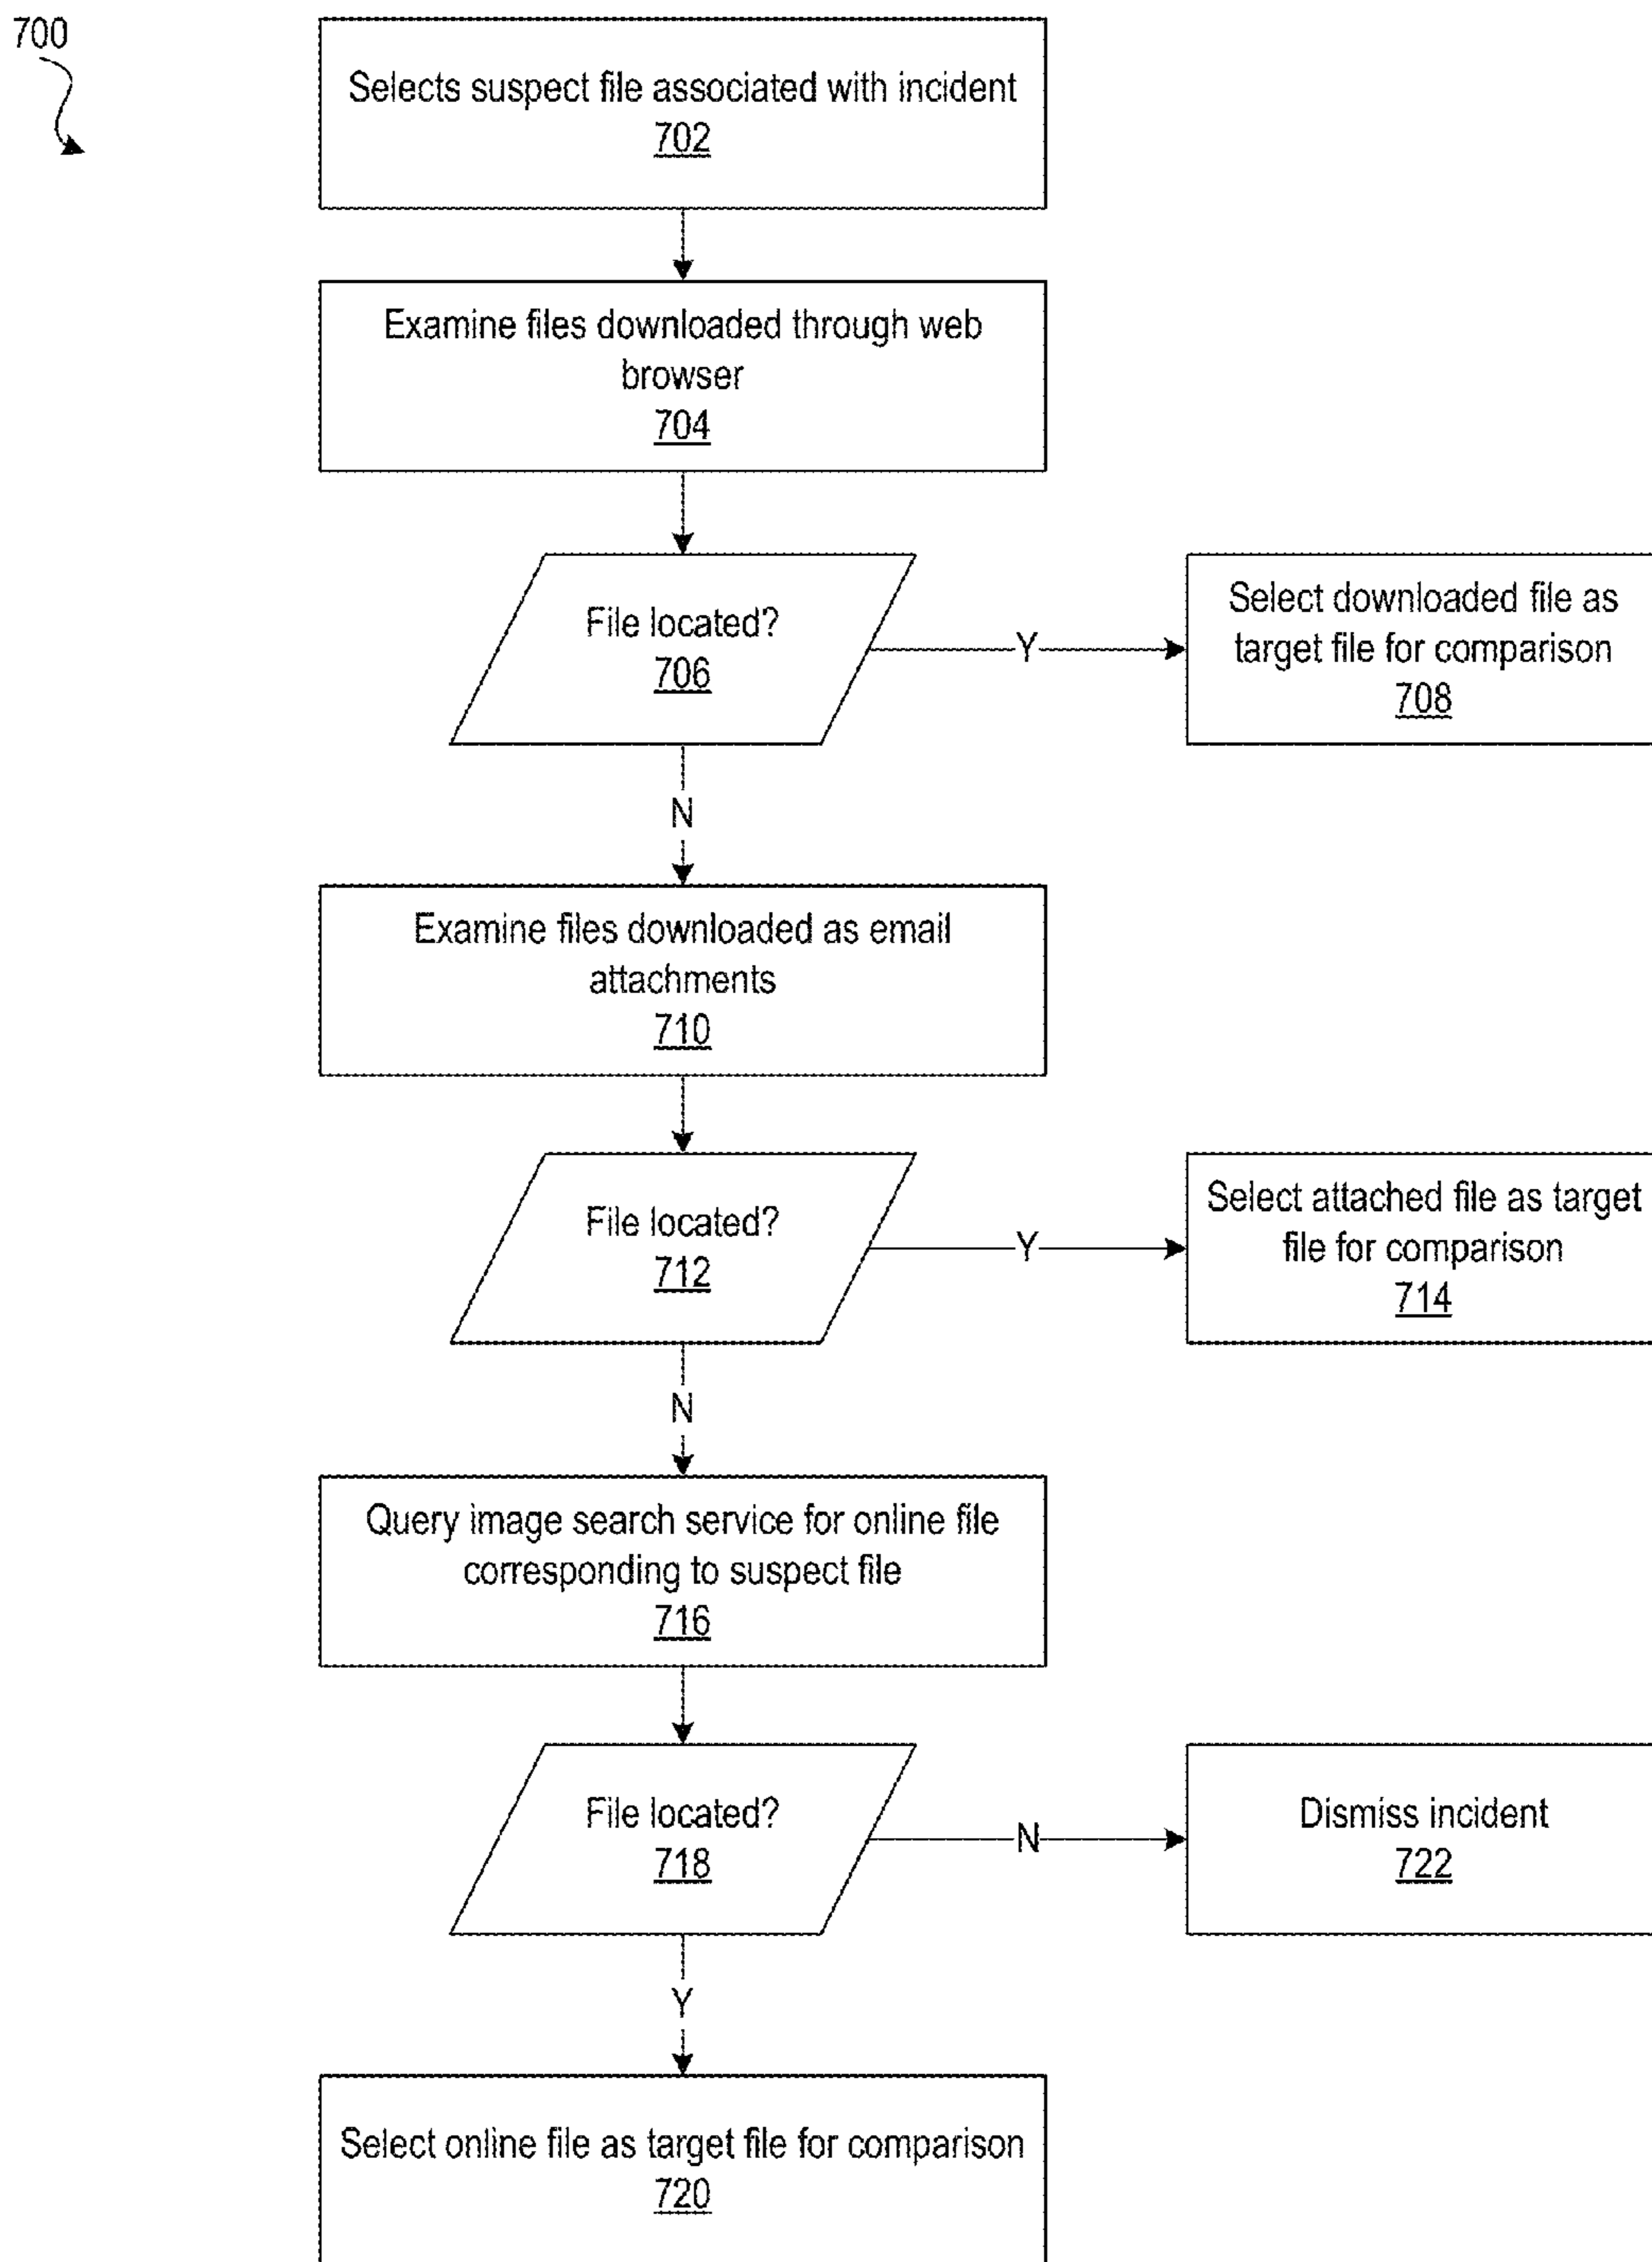 700
Selects suspect file associated with incident
702
Examine files downloaded through web
browser
704
File located?
706
Y
Select downloaded file as
target file for comparison
708
N
Examine files downloaded as email
attachments
710
File located?
712
Y
Select attached file as target
file for comparison
714
N
Query image search service for online file
corresponding to suspect file
716
File located?
718
N
Dismiss incident
722
Y
Select online file as target file for comparison
720